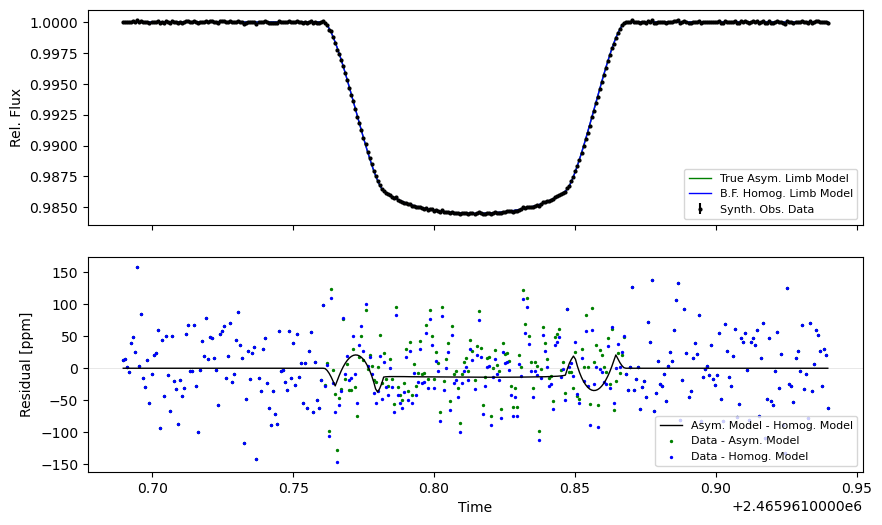 1.0000
0.9975
0.9950
0.9925
0.9900
0.9875
0.9850
Rel. Flux
True Asym. Limb Model
B.F. Homog. Limb Model
Synth. Obs. Data
150
100
50
0
−50
−100
−150
Residual [ppm]
Asym. Model - Homog. Model
Data - Asym. Model
Data - Homog. Model
0.70
0.75
0.80
0.85
0.90
0.95
Time
+2.4659610000e6